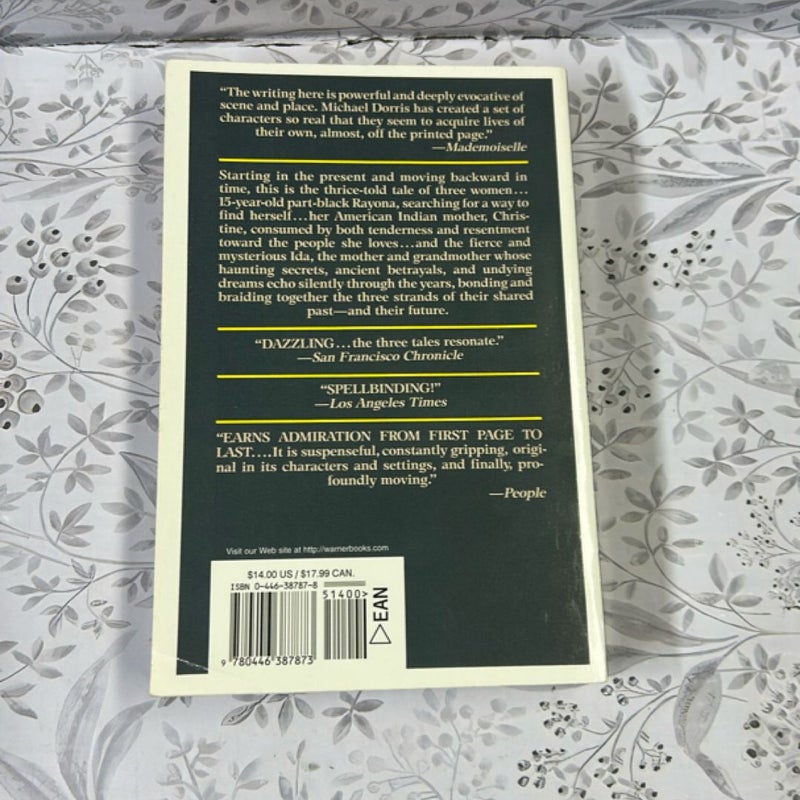 “The writing here is powerful and deeply evocative of
scene and place. Michael Dorris has created a set of
characters so real that they seem to acquire lives of
their own, almost, off the printed page.”
—Mademoiselle
Starting in the present and moving backward in
time, this is the thrice-told tale of three women...
15-year-old part-black Rayona, searching for a way to
find herself...her American Indian mother, Chris-
tine, consumed by both tenderness and resentment
toward the people she loves...and the fierce and
mysterious Ida, the mother and grandmother whose
haunting secrets, ancient betrayals, and undying
dreams echo silently through the years, bonding and
braiding together the three strands of their shared
past—and their future.
“DAZZLING...the three tales resonate.”
—San Francisco Chronicle
“SPELLBINDING!”
—Los Angeles Times
“EARNS ADMIRATION FROM FIRST PAGE TO
LAST....It is suspenseful, constantly gripping, origi-
nal in its characters and settings, and finally, pro-
foundly moving.”
—People
Visit our Web site at http://warnerbooks.com
$14.00 US / $17.99 CAN.
ISBN 0-446-38787-8
51400>
EAN
9 780446 387873